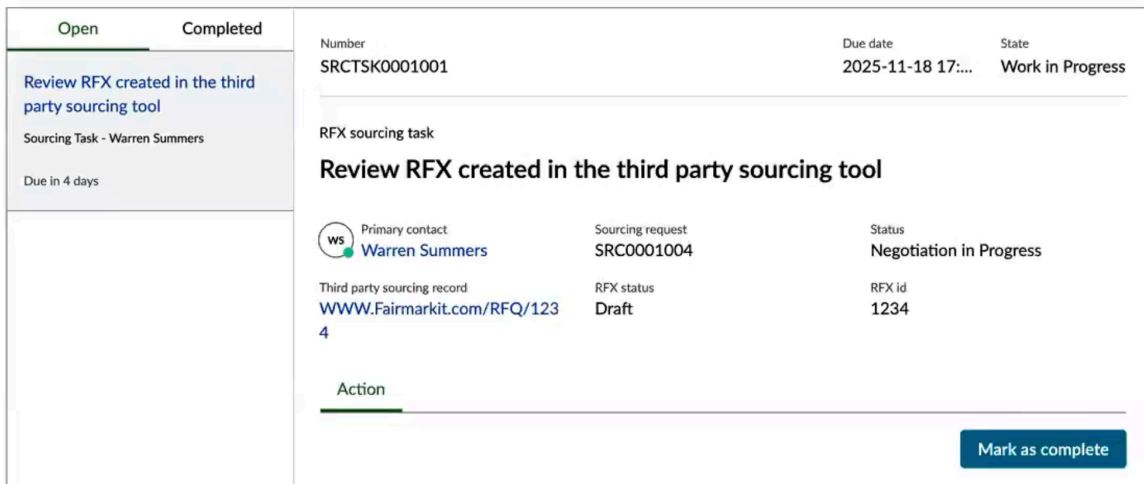 Open
Completed
Review RFX created in the third
party sourcing tool
Sourcing Task - Warren Summers
Due in 4 days
Number
SRCTSK0001001
Due date
2025-11-18 17:...
State
Work in Progress
RFX sourcing task
Review RFX created in the third party sourcing tool
WS
Primary contact
Warren Summers
Sourcing request
SRC0001004
Status
Negotiation in Progress
Third party sourcing record
WWW.Fairmarkit.com/RFQ/123
4
RFX status
Draft
RFX id
1234
Action
Mark as complete